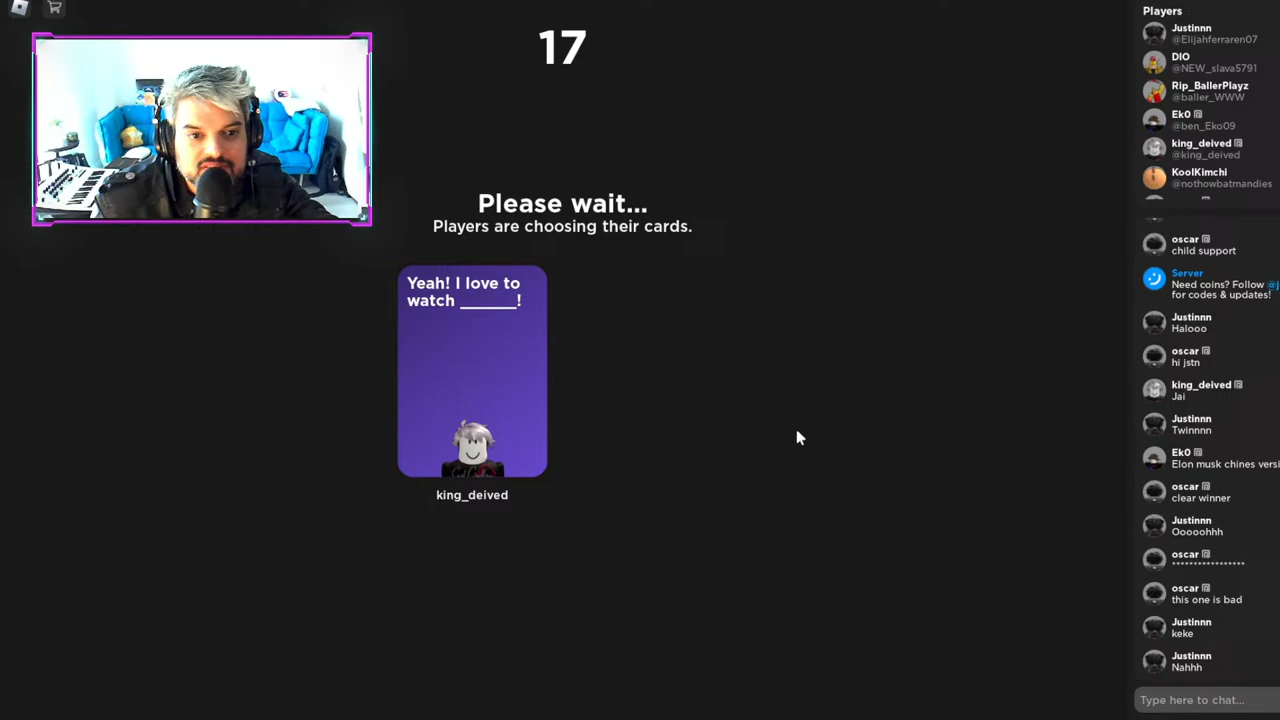 17
Please wait...
Players are choosing their cards.
Yeah! I love to
watch ______!
king_deived
Players
Justinnn
@Elijahferraren07
DIO
@NEW_slava5791
Rip_BallerPlayz
@baller_WWW
Ek0
@ben_Eko09
king_deived
@king_deived
KoolKimchi
@nothowbatmandies
oscar
child support
Server
Need coins? Follow @j
for codes & updates!
Justinnn
Halooo
oscar
hi jstn
king_deived
Jai
Justinnn
Twinnnn
Ek0
Elon musk chines versi
oscar
clear winner
Justinnn
Ooooohhh
oscar
*****************
oscar
this one is bad
Justinnn
keke
Justinnn
Nahhh
Type here to chat...